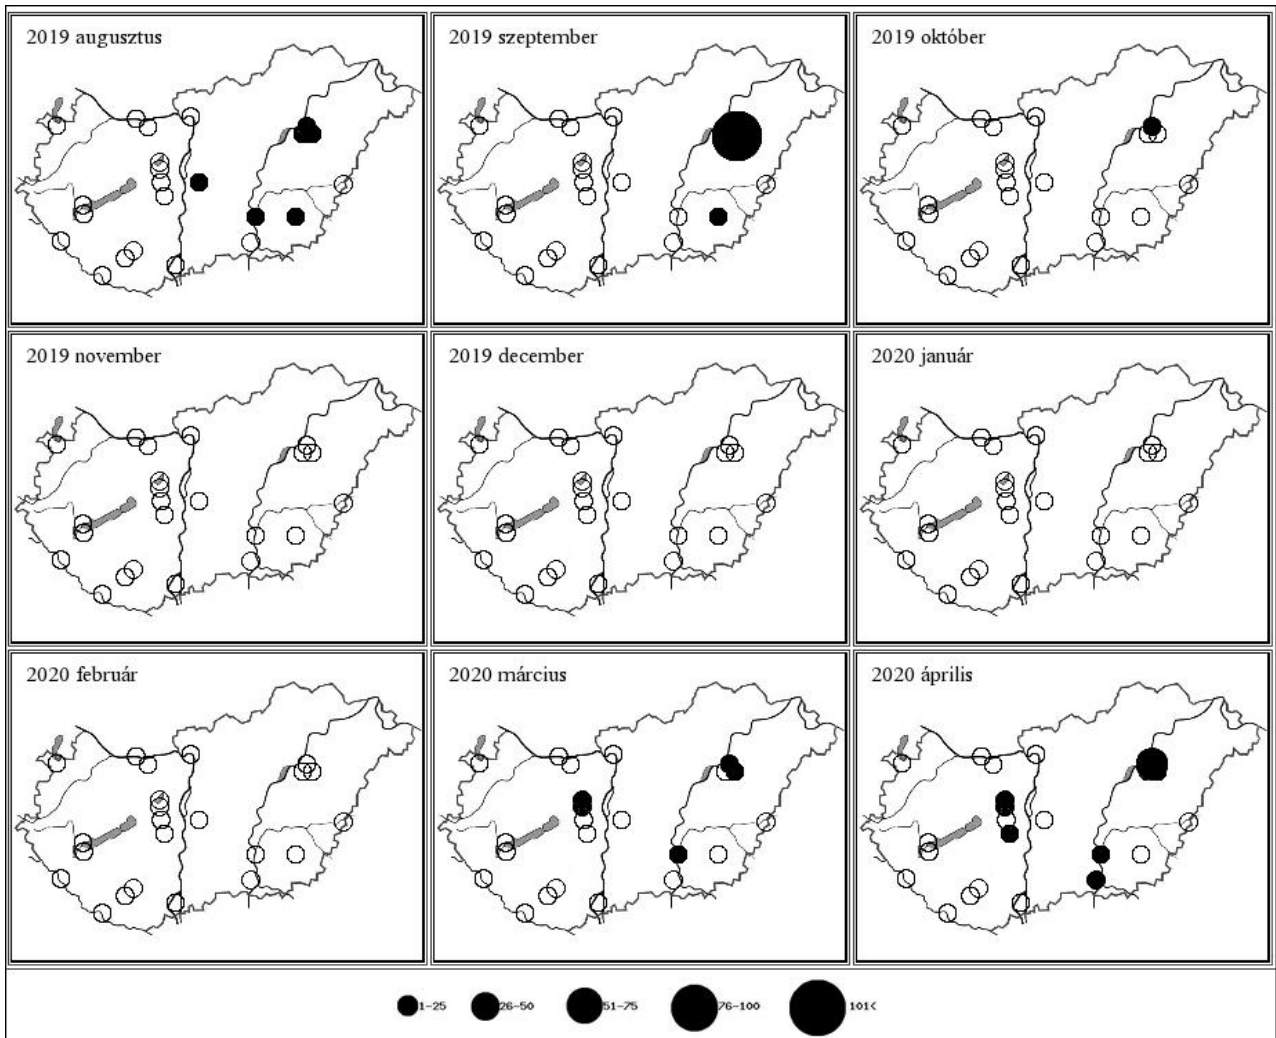 2019 augusztus
2019 szeptember
2019 október
2019 november
2019 december
2020 január
2020 február
2020 március
2020 április
1-25 26-50 51-75 76-100 101<